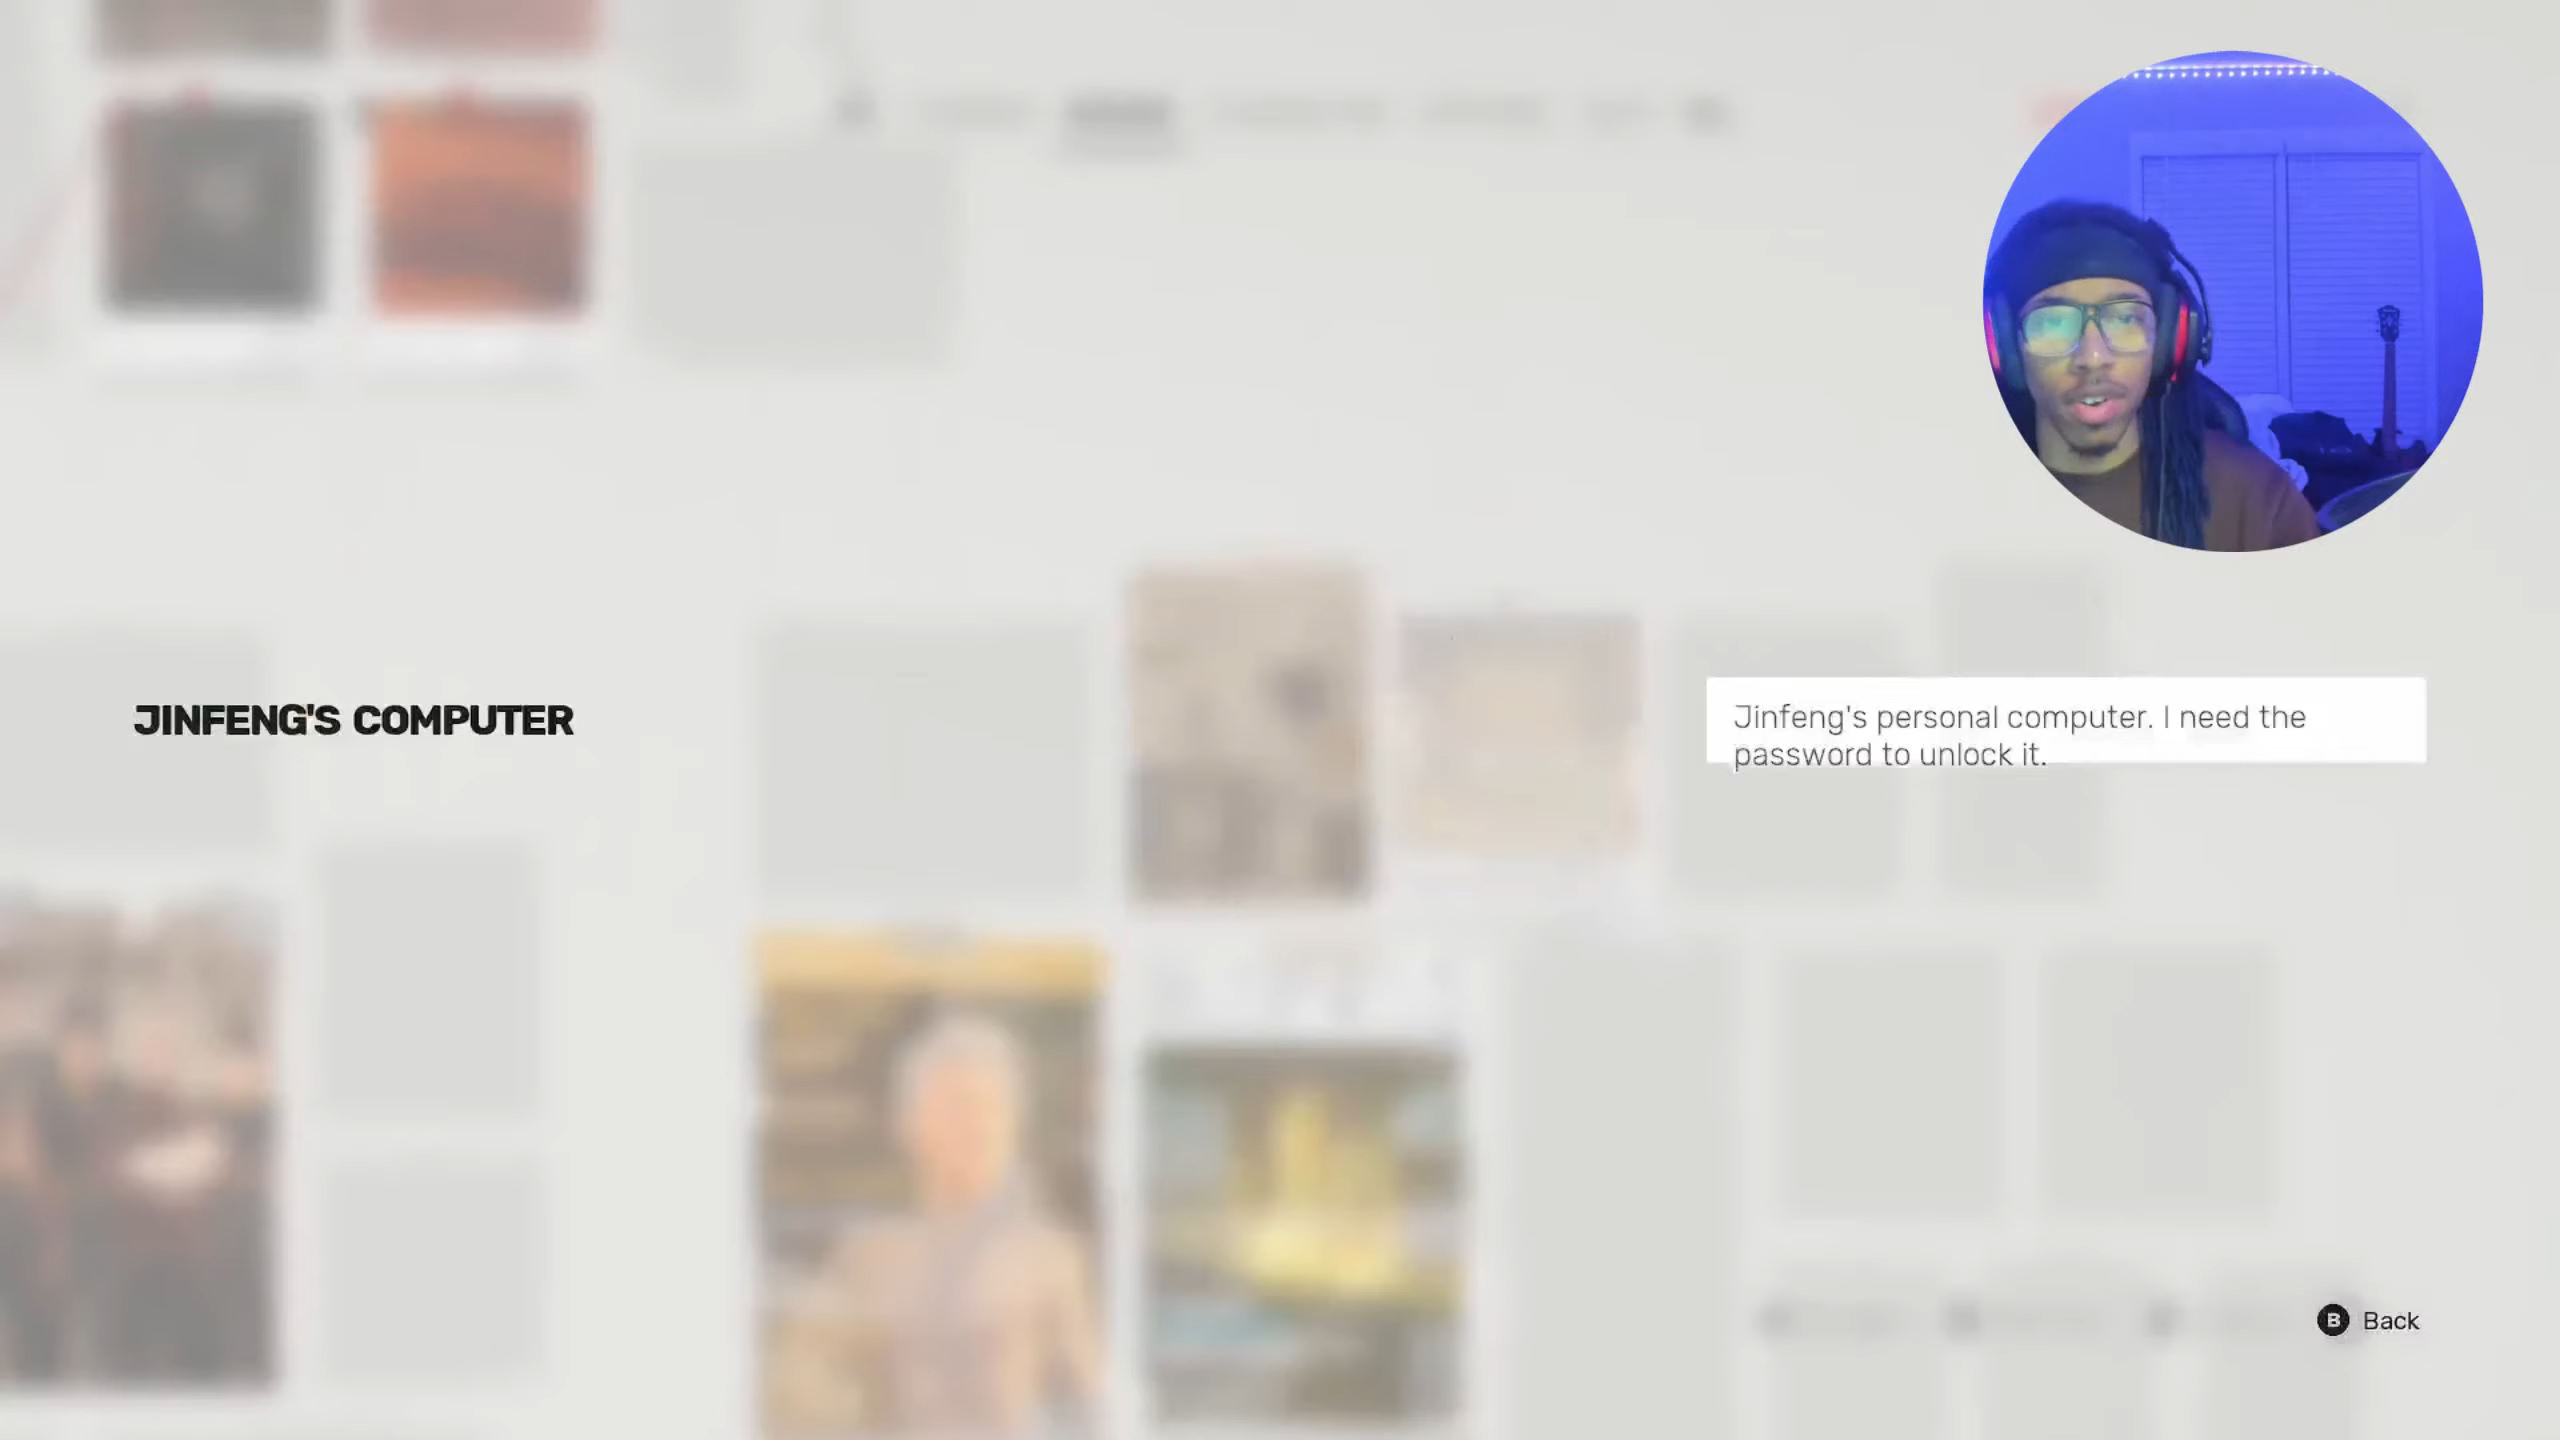 JINFENG'S COMPUTER
Jinfeng's personal computer. I need the
password to unlock it.
B Back